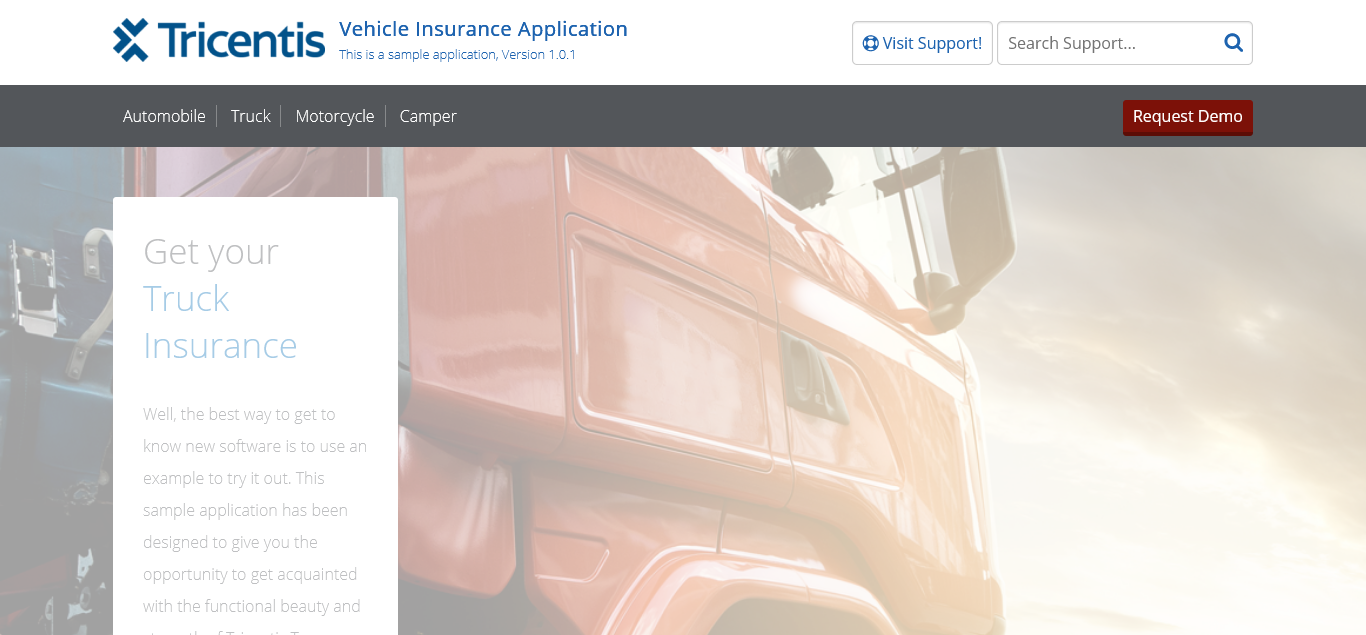 Tricentis
Vehicle Insurance Application
This is a sample application, Version 1.0.1
Visit Support!
Search Support...
Automobile
Truck
Motorcycle
Camper
Request Demo
Get your
Truck
Insurance
Well, the best way to get to
know new software is to use an
example to try it out. This
sample application has been
designed to give you the
opportunity to get acquainted
with the functional beauty and